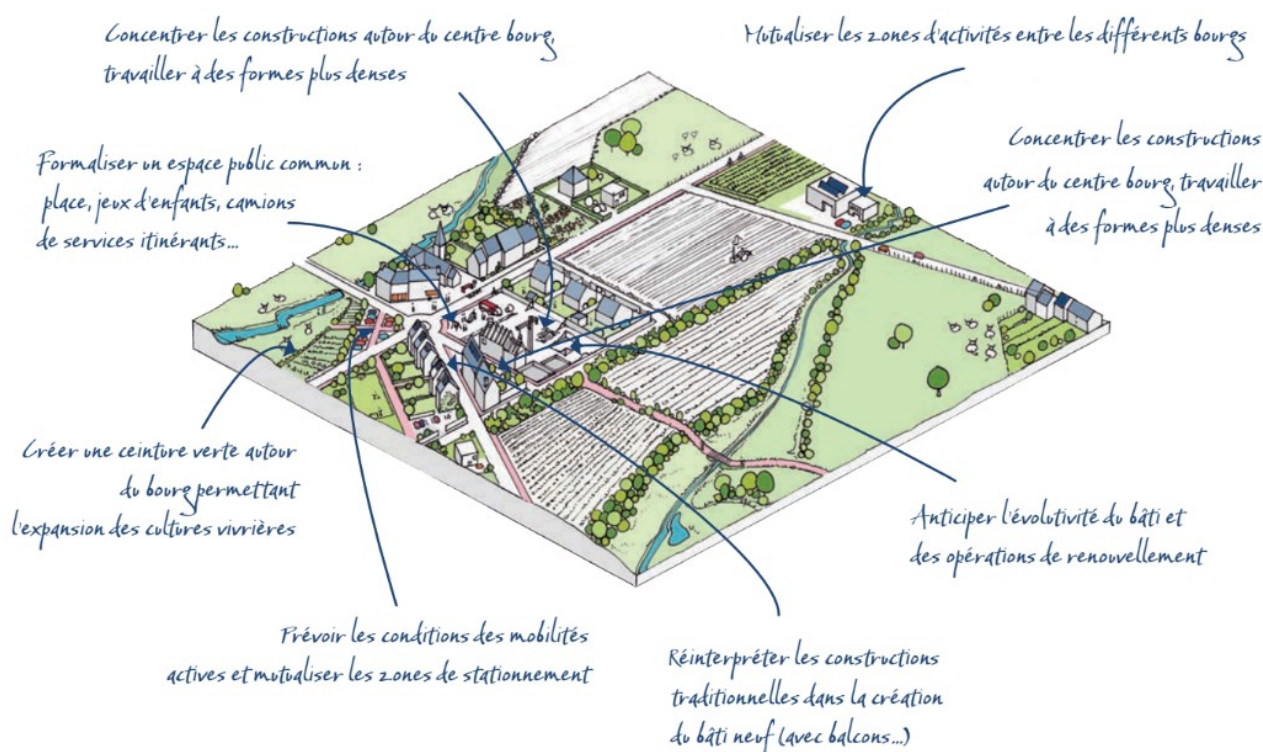 Concentrer les constructions autour du centre bourg,
travailler à des formes plus denses
Mutualiser les zones d'activités entre les différents bourgs
Formaliser un espace public commun :
place, jeux d'enfants, camions
de services itinérants...
Concentrer les constructions
autour du centre bourg, travailler
à des formes plus denses
Créer une ceinture verte autour
du bourg permettant
l'expansion des cultures vivrières
Anticiper l'évolutivité du bâti et
des opérations de renouvellement
Prévoir les conditions des mobilités
actives et mutualiser les zones de stationnement
Réinterpréter les constructions
traditionnelles dans la création
du bâti neuf (avec balcons...)